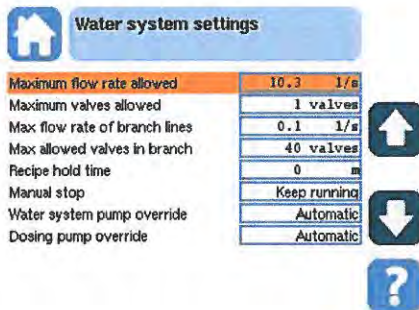 Water system settings
Maximum flow rate allowed 10.3 l/s
Maximum valves allowed 1 valves
Max flow rate of branch lines 0.1 l/s
Max allowed valves in branch 40 valves
Recipe hold time 0 m
Manual stop Keep running
Water system pump override Automatic
Dosing pump override Automatic
?